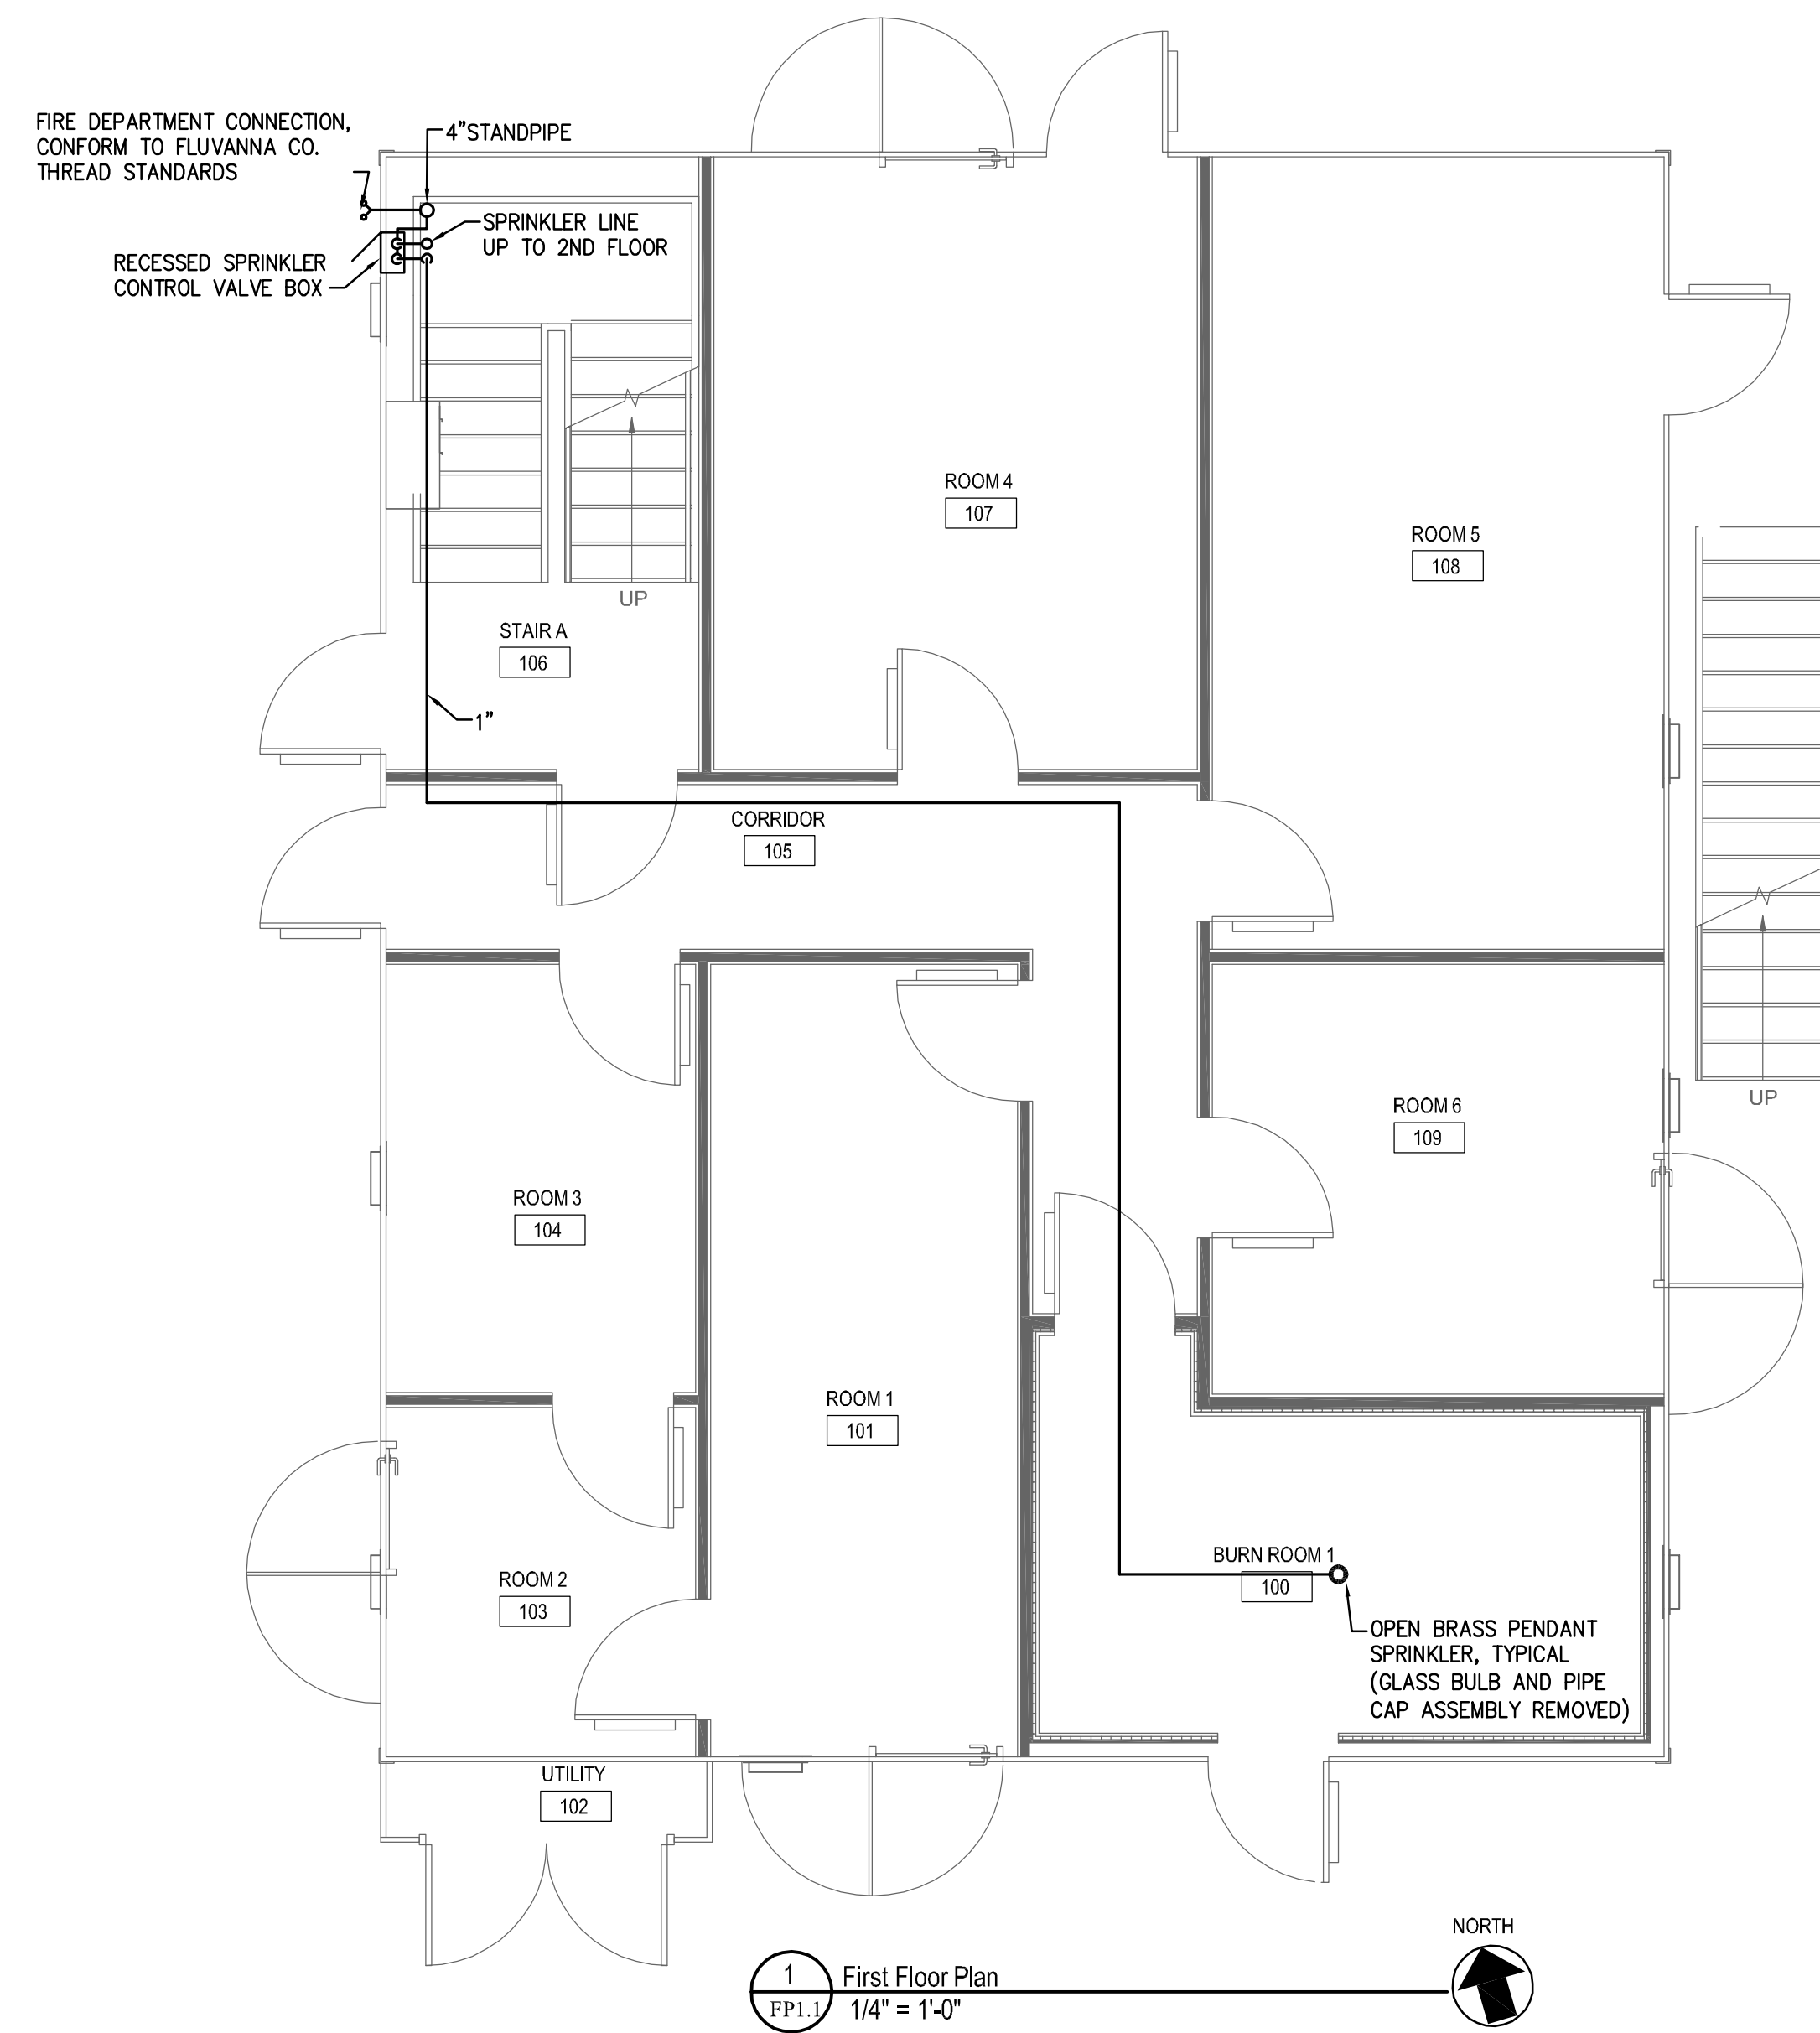 FIRE DEPARTMENT CONNECTION,
CONFORM TO FLUVANNA CO.
THREAD STANDARDS
4"STANDPIPE
SPRINKLER LINE
UP TO 2ND FLOOR
RECESSED SPRINKLER
CONTROL VALVE BOX
ROOM 4
107
ROOM 5
108
UP
STAIR A
106
1"
CORRIDOR
105
UP
ROOM 6
109
ROOM 3
104
ROOM 1
101
BURN ROOM 1
100
ROOM 2
103
OPEN BRASS PENDANT
SPRINKLER, TYPICAL
(GLASS BULB AND PIPE
CAP ASSEMBLY REMOVED)
UTILITY
102
NORTH
1
FP1.1
First Floor Plan
1/4" = 1'-0"